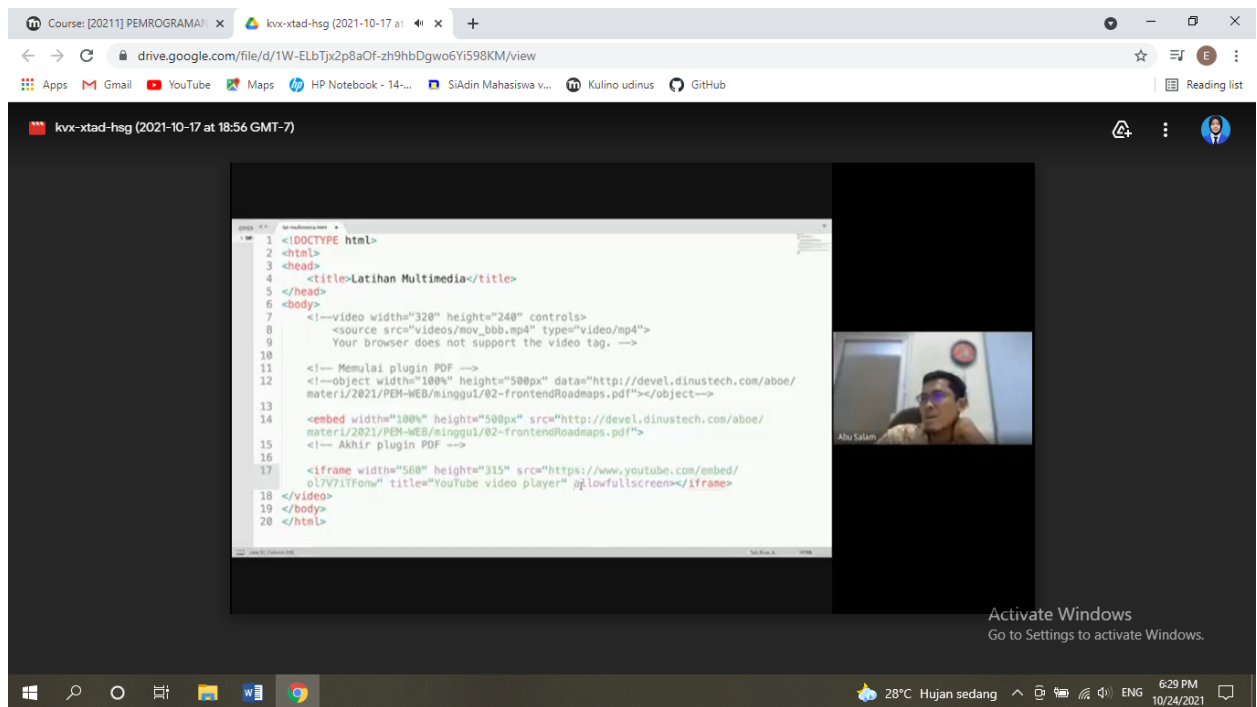 Course: [20211] PEMROGRAMAN
kvx-xtad-hsg (2021-10-17 at
drive.google.com/file/d/1W-ELbTjx2p8aOf-zh9hbDgwo6Yi598KM/view
E
Apps Gmail YouTube Maps HP Notebook - 14-... SiAdin Mahasiswa v... Kulino udinus GitHub Reading list
kvx-xtad-hsg (2021-10-17 at 18:56 GMT-7)
1 <!DOCTYPE html>
2 <html>
3 <head>
4 <title>Latihan Multimedia</title>
5 </head>
6 <body>
7 <!--video width="320" height="240" controls>
8 <source src="videos/mov_bbb.mp4" type="video/mp4">
9 Your browser does not support the video tag. -->
10
11 <!-- Memulai plugin PDF -->
12 <!--object width="100%" height="500px" data="http://devel.dinustech.com/aboe/
materi/2021/PEM-WEB/minggu1/02-frontendRoadmaps.pdf"></object-->
13
14 <embed width="100%" height="500px" src="http://devel.dinustech.com/aboe/
materi/2021/PEM-WEB/minggu1/02-frontendRoadmaps.pdf">
15 <!-- Akhir plugin PDF -->
16
17 <iframe width="560" height="315" src="https://www.youtube.com/embed/
ol7V7iTFonw" title="YouTube video player" allowfullscreen></iframe>
18 </video>
19 </body>
20 </html>
Abu Salam
Activate Windows
Go to Settings to activate Windows.
28°C Hujan sedang
ENG
6:29 PM
10/24/2021